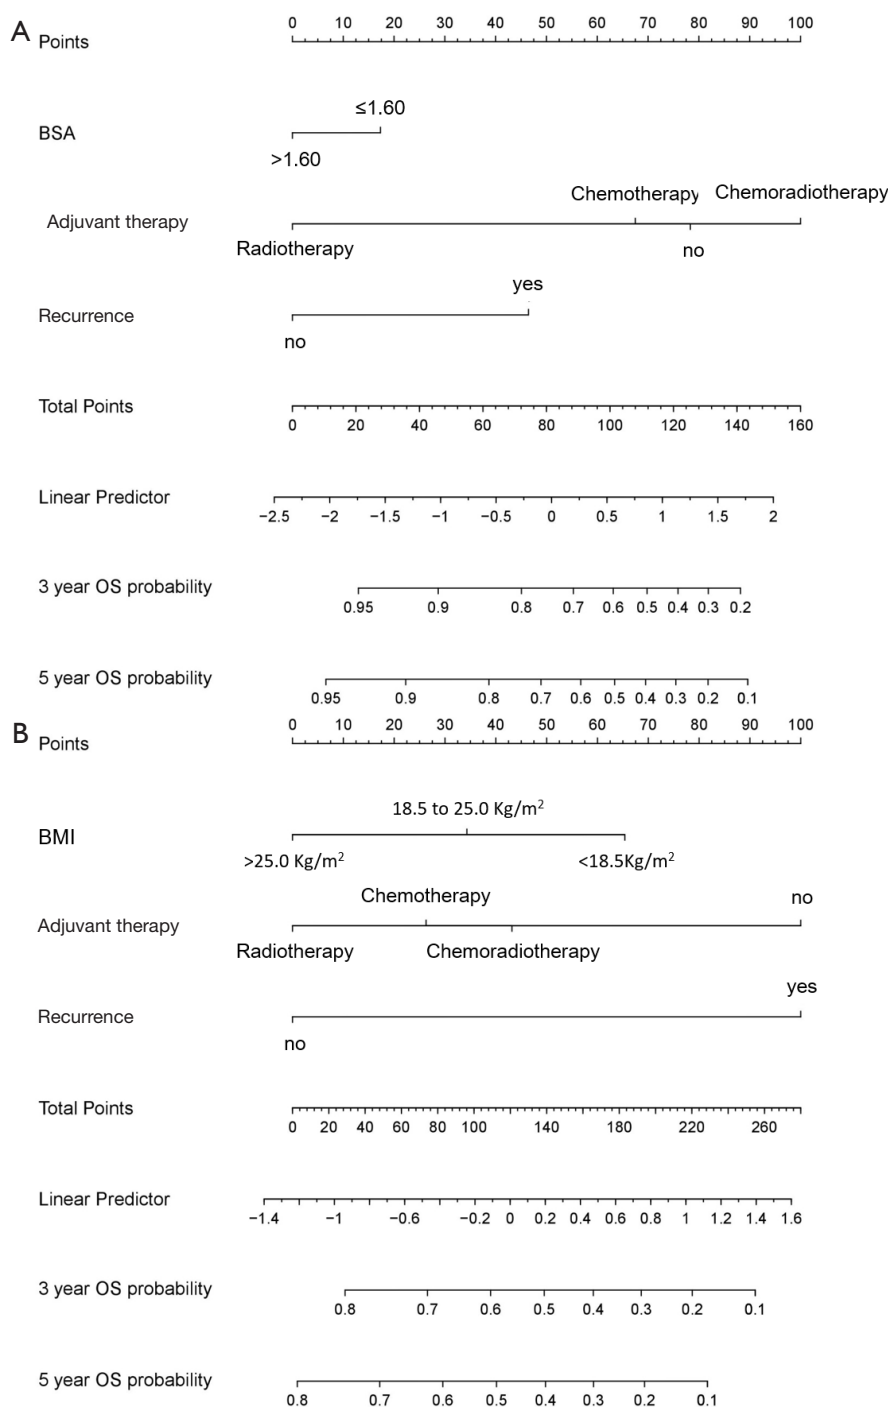 A
Points
0 10 20 30 40 50 60 70 80 90 100
≤1.60
BSA
>1.60
Chemotherapy Chemoradiotherapy
Adjuvant therapy
Radiotherapy no
yes
Recurrence
no
Total Points
0 20 40 60 80 100 120 140 160
Linear Predictor
−2.5 −2 −1.5 −1 −0.5 0 0.5 1 1.5 2
3 year OS probability
0.95 0.9 0.8 0.7 0.6 0.5 0.4 0.3 0.2
5 year OS probability
0.95 0.9 0.8 0.7 0.6 0.5 0.4 0.3 0.2 0.1
B
Points
0 10 20 30 40 50 60 70 80 90 100
18.5 to 25.0 Kg/m²
BMI
>25.0 Kg/m² <18.5Kg/m²
Chemotherapy no
Adjuvant therapy
Radiotherapy Chemoradiotherapy
yes
Recurrence
no
Total Points
0 20 40 60 80 100 140 180 220 260
Linear Predictor
−1.4 −1 −0.6 −0.2 0 0.2 0.4 0.6 0.8 1 1.2 1.4 1.6
3 year OS probability
0.8 0.7 0.6 0.5 0.4 0.3 0.2 0.1
5 year OS probability
0.8 0.7 0.6 0.5 0.4 0.3 0.2 0.1